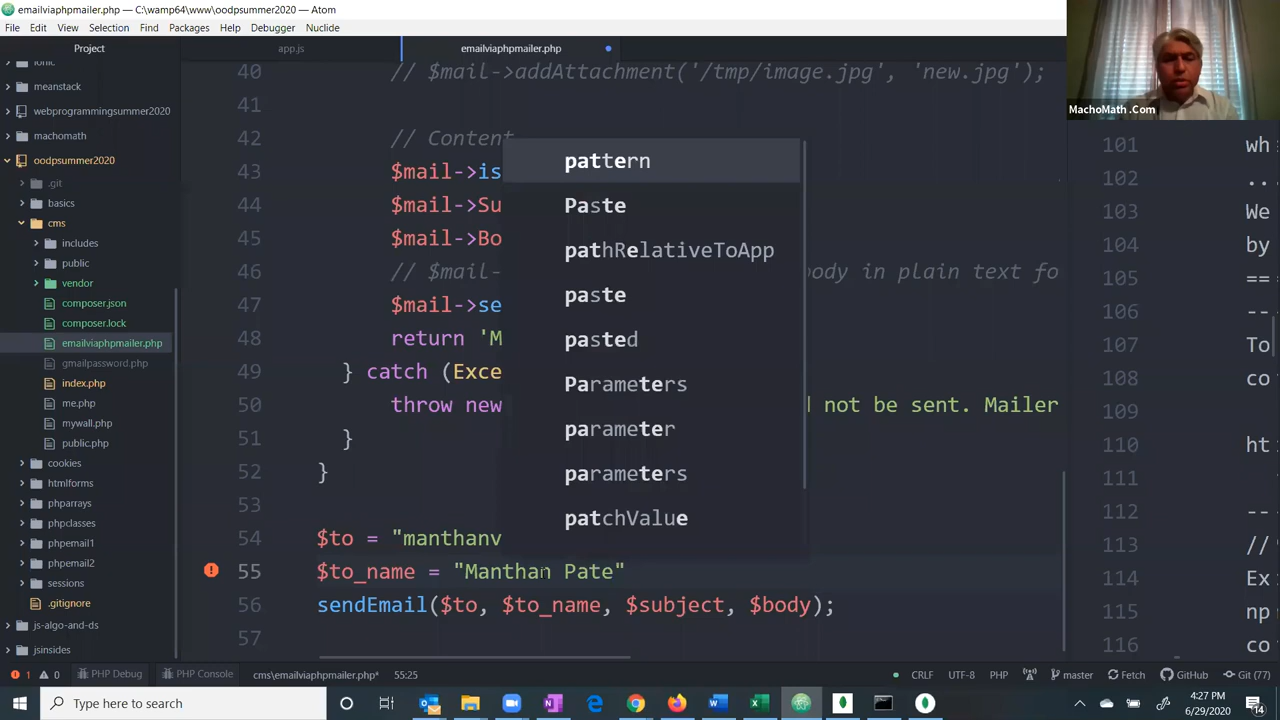 emailviaphpmailer.php — C:\wamp64\www\oodpsummer2020 — Atom
File Edit View Selection Find Packages Help Debugger Nuclide
Project
app.js
emailviaphpmailer.php
ionic
meanstack
webprogrammingsummer2020
machomath
oodpsummer2020
.git
basics
cms
includes
public
vendor
composer.json
composer.lock
emailviaphpmailer.php
gmailpassword.php
index.php
me.php
mywall.php
public.php
cookies
htmlforms
phparrays
phpclasses
phpemail1
phpemail2
sessions
.gitignore
js-algo-and-ds
jsinsides
40 // $mail->addAttachment('/tmp/image.jpg', 'new.jpg');
41
42 // Content
43 $mail->is
44 $mail->Su
45 $mail->Bo
46 // $mail- body in plain text fo
47 $mail->se
48 return 'M
49 } catch (Exce
50 throw new d not be sent. Mailer
51 }
52 }
53
54 $to = "manthanv
55 $to_name = "Manthan Pate"
56 sendEmail($to, $to_name, $subject, $body);
57
pattern
Paste
pathRelativeToApp
paste
pasted
Parameters
parameter
parameters
patchValue
MachoMath .Com
101 wh
102 ..
103 We
104 by
105 ==
106 --
107 To
108 co
109
110 ht
111
112 --
113 //
114 Ex
115 np
116 co
1 0 PHP Debug PHP Console cms\emailviaphpmailer.php* 55:25
CRLF UTF-8 PHP master Fetch GitHub Git (77)
Type here to search
4:27 PM
6/29/2020
14